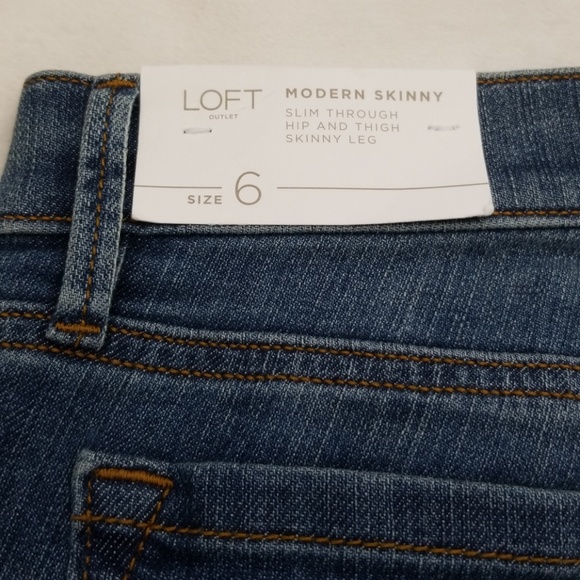 LOFT
OUTLET
MODERN SKINNY
SLIM THROUGH
HIP AND THIGH
SKINNY LEG
SIZE 6